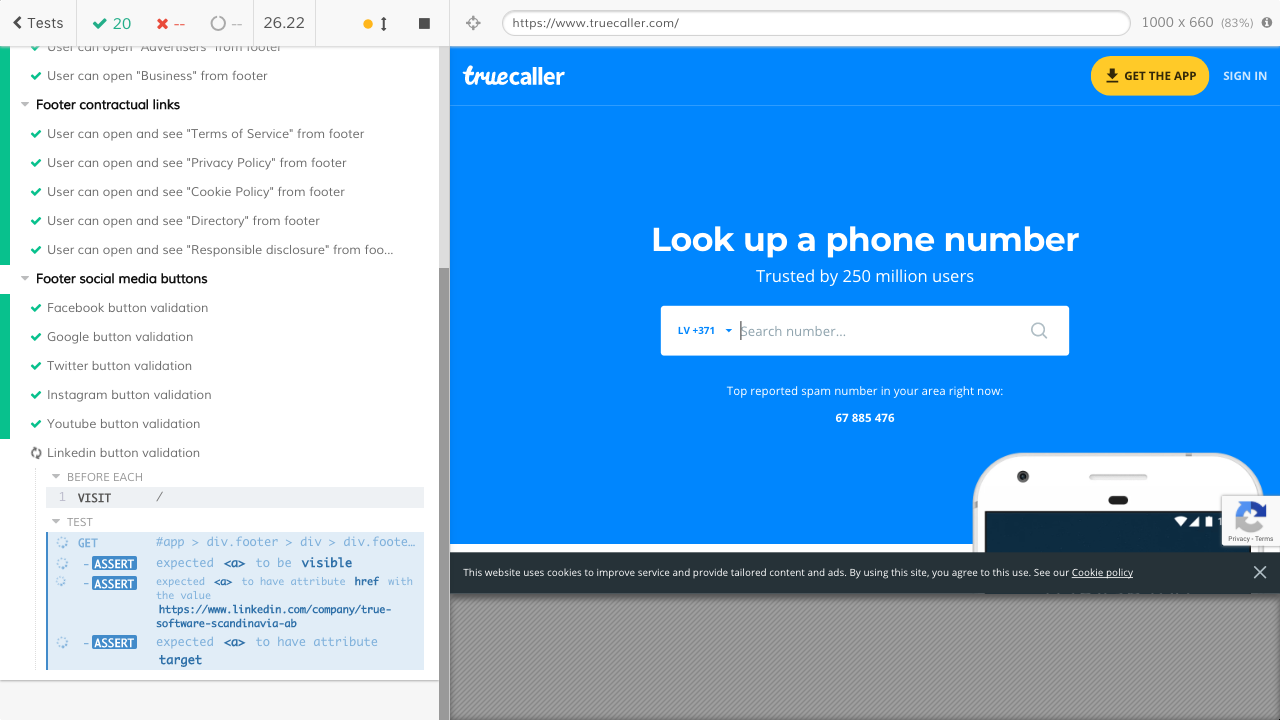 Tests
20
--
--
26.22
https://www.truecaller.com/
1000 x 660 (83%)
User can open "Advertisers" from footer
User can open "Business" from footer
Footer contractual links
User can open and see "Terms of Service" from footer
User can open and see "Privacy Policy" from footer
User can open and see "Cookie Policy" from footer
User can open and see "Directory" from footer
User can open and see "Responsible disclosure" from foo...
Footer social media buttons
Facebook button validation
Google button validation
Twitter button validation
Instagram button validation
Youtube button validation
Linkedin button validation
BEFORE EACH
1 VISIT /
TEST
GET #app > div.footer > div > div.foote...
- ASSERT expected <a> to be visible
- ASSERT expected <a> to have attribute href with
the value
https://www.linkedin.com/company/true-
software-scandinavia-ab
- ASSERT expected <a> to have attribute
target
truecaller
GET THE APP
SIGN IN
Look up a phone number
Trusted by 250 million users
LV +371
Search number...
Top reported spam number in your area right now:
67 885 476
Privacy - Terms
This website uses cookies to improve service and provide tailored content and ads. By using this site, you agree to this use. See our Cookie policy